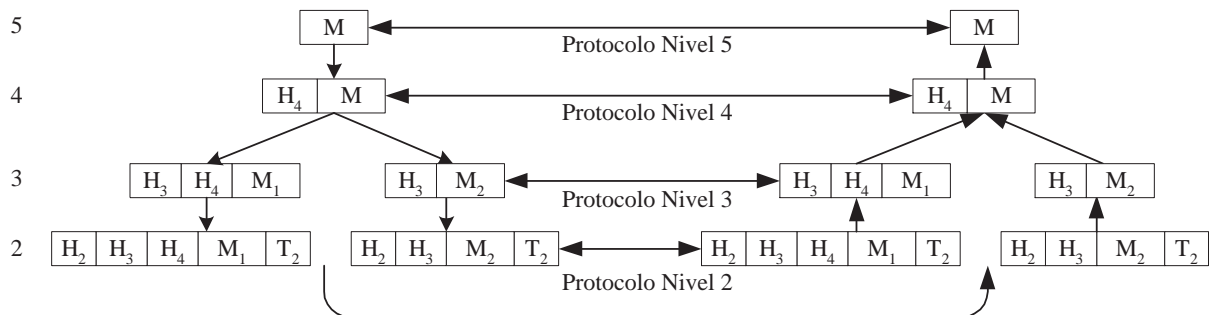 5 M M
Protocolo Nivel 5
4 H₄ M H₄ M
Protocolo Nivel 4
3 H₃ H₄ M₁ H₃ M₂ H₃ H₄ M₁ H₃ M₂
Protocolo Nivel 3
2 H₂ H₃ H₄ M₁ T₂ H₂ H₃ M₂ T₂ H₂ H₃ H₄ M₁ T₂ H₂ H₃ M₂ T₂
Protocolo Nivel 2